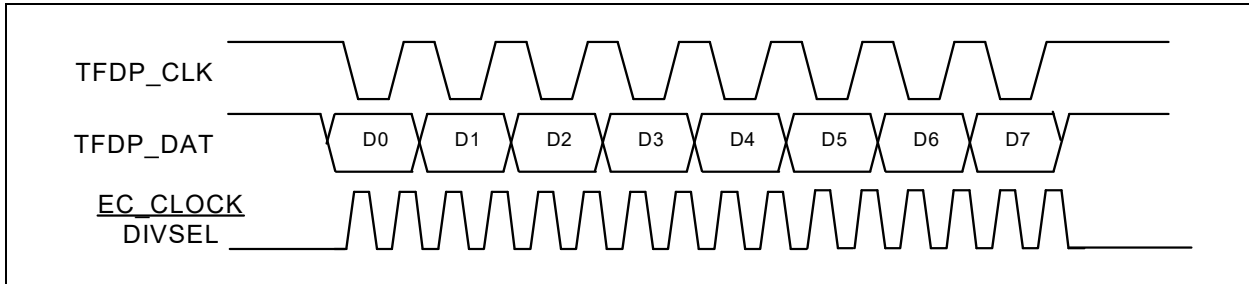 TFDP_CLK
TFDP_DAT
D0 D1 D2 D3 D4 D5 D6 D7
EC_CLOCK
DIVSEL